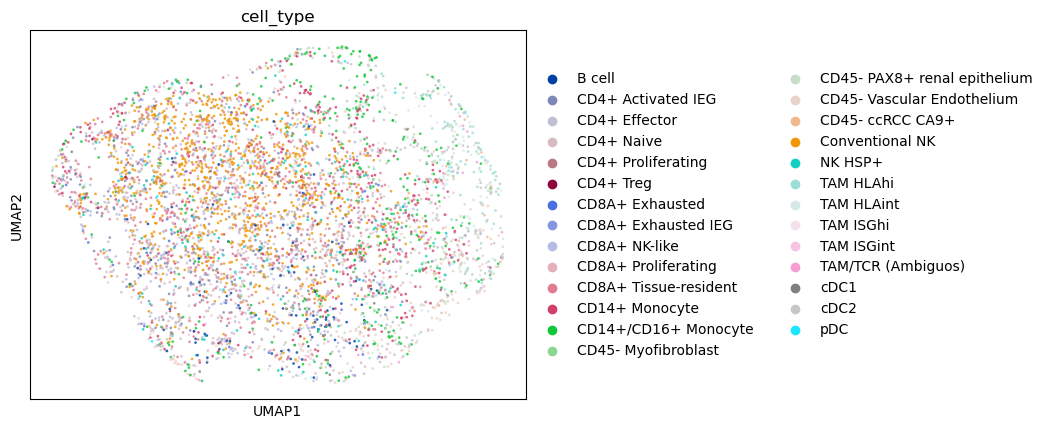 cell_type
UMAP2
UMAP1
B cell
CD4+ Activated IEG
CD4+ Effector
CD4+ Naive
CD4+ Proliferating
CD4+ Treg
CD8A+ Exhausted
CD8A+ Exhausted IEG
CD8A+ NK-like
CD8A+ Proliferating
CD8A+ Tissue-resident
CD14+ Monocyte
CD14+/CD16+ Monocyte
CD45- Myofibroblast
CD45- PAX8+ renal epithelium
CD45- Vascular Endothelium
CD45- ccRCC CA9+
Conventional NK
NK HSP+
TAM HLAhi
TAM HLAint
TAM ISGhi
TAM ISGint
TAM/TCR (Ambiguos)
cDC1
cDC2
pDC